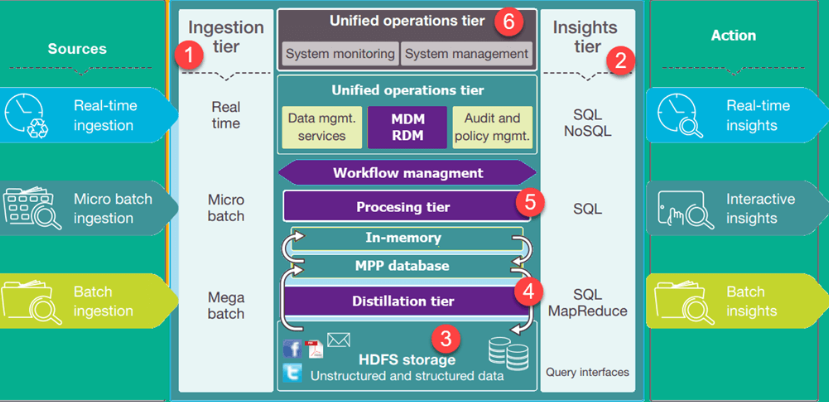 Sources
Real-time
ingestion
Micro batch
ingestion
Batch
ingestion
Ingestion
tier
1
Real
time
Micro
batch
Mega
batch
Unified operations tier
6
System monitoring
System management
Unified operations tier
Data mgmt.
services
MDM
RDM
Audit and
policy mgmt.
Workflow managment
Procesing tier
5
In-memory
MPP database
Distillation tier
4
3
HDFS storage
Unstructured and structured data
Insights
tier
2
SQL
NoSQL
SQL
SQL
MapReduce
Query interfaces
Action
Real-time
insights
Interactive
insights
Batch
insights